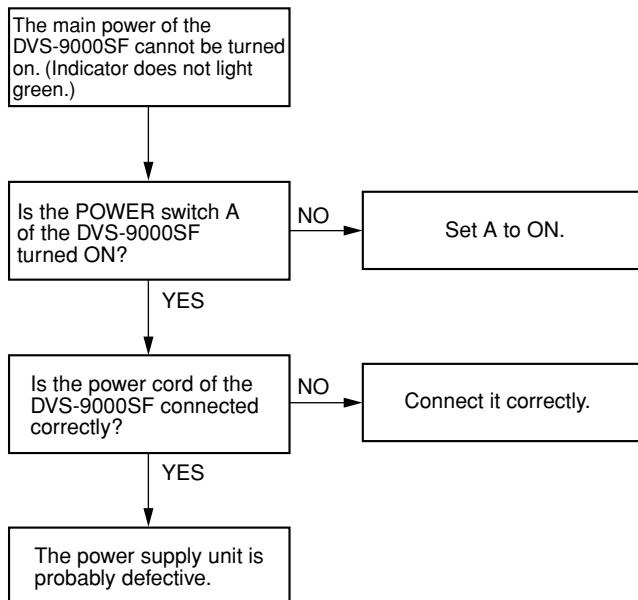 The main power of the
DVS-9000SF cannot be turned
on. (Indicator does not light
green.)
Is the POWER switch A
of the DVS-9000SF
turned ON?
NO
Set A to ON.
YES
Is the power cord of the
DVS-9000SF connected
correctly?
NO
Connect it correctly.
YES
The power supply unit is
probably defective.